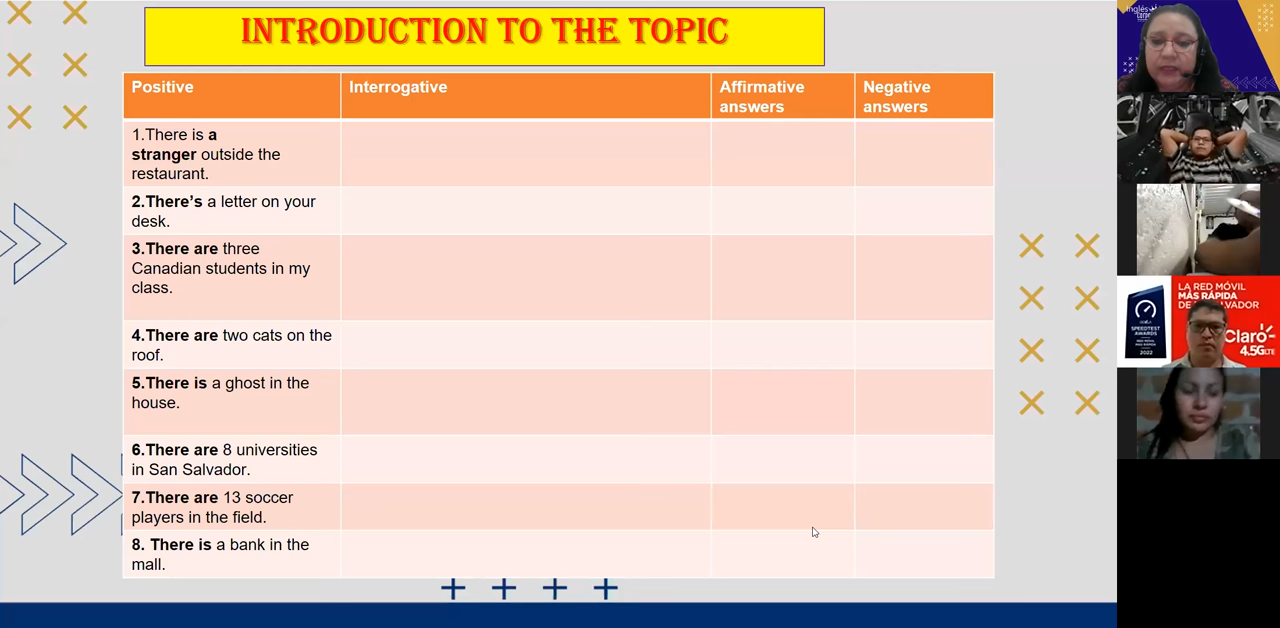 INTRODUCTION TO THE TOPIC
Positive
Interrogative
Affirmative
answers
Negative
answers
1.There is a
stranger outside the
restaurant.
2.There’s a letter on your
desk.
3.There are three
Canadian students in my
class.
4.There are two cats on the
roof.
5.There is a ghost in the
house.
6.There are 8 universities
in San Salvador.
7.There are 13 soccer
players in the field.
8. There is a bank in the
mall.
Inglés
LA RED MÓVIL
MÁS RÁPIDA
SPEEDTEST
AWARDS
2022
Claro
4.5GLTE